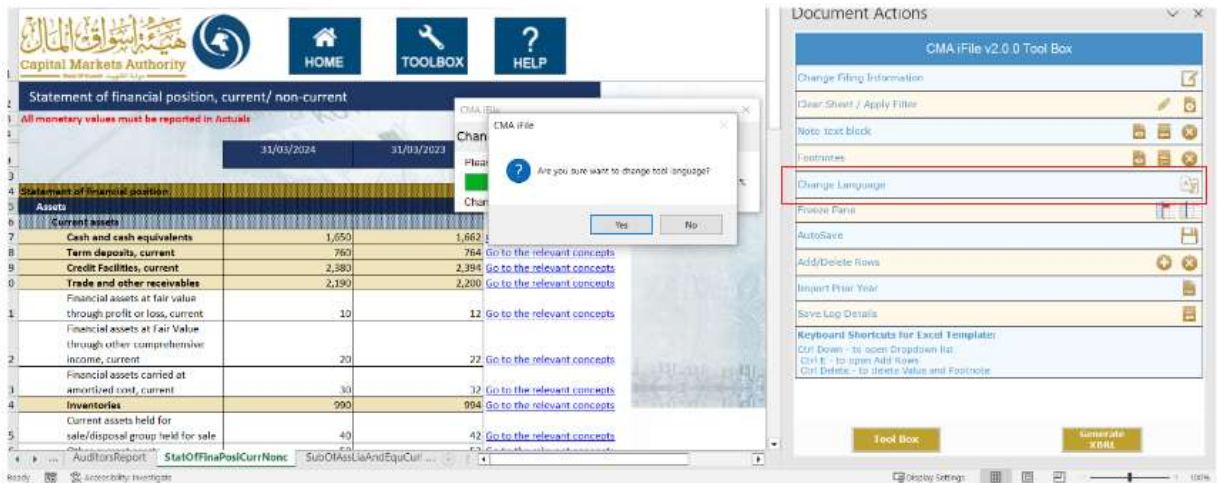 هيئة أسواق المال
Capital Markets Authority
HOME
TOOLBOX
HELP
Statement of financial position, current/ non-current
All monetary values must be reported in Actuals
31/03/2024 31/03/2023
Statement of financial position
Assets
Current assets
Cash and cash equivalents 1,650 1,662
Term deposits, current 760 764 Go to the relevant concepts
Credit Facilities, current 2,380 2,394 Go to the relevant concepts
Trade and other receivables 2,190 2,200 Go to the relevant concepts
Financial assets at fair value
through profit or loss, current 10 12 Go to the relevant concepts
Financial assets at Fair Value
through other comprehensive
income, current 20 22 Go to the relevant concepts
Financial assets carried at
amortized cost, current 30 32 Go to the relevant concepts
Inventories 990 994 Go to the relevant concepts
Current assets held for
sale/disposal group held for sale 40 42 Go to the relevant concepts
... AuditorsReport StatOfFinaPosiCurrNonc SubOfAssLiaAndEquCur ...
Ready Accessibility: Investigate
Display Settings 100%
CMA iFile
Chan
Plea
Chan
CMA iFile
Are you sure want to change tool language?
Yes No
Document Actions
CMA iFile v2.0.0 Tool Box
Change Filing Information
Clear Sheet / Apply Filter
Note text block
Footnotes
Change Language
Freeze Pane
AutoSave
Add/Delete Rows
Import Prior Year
Save Log Details
Keyboard Shortcuts for Excel Template:
Ctrl Down - to open Dropdown list
Ctrl E - to open Add Rows
Ctrl Delete - to delete Value and Footnote
Tool Box
Generate
XBRL